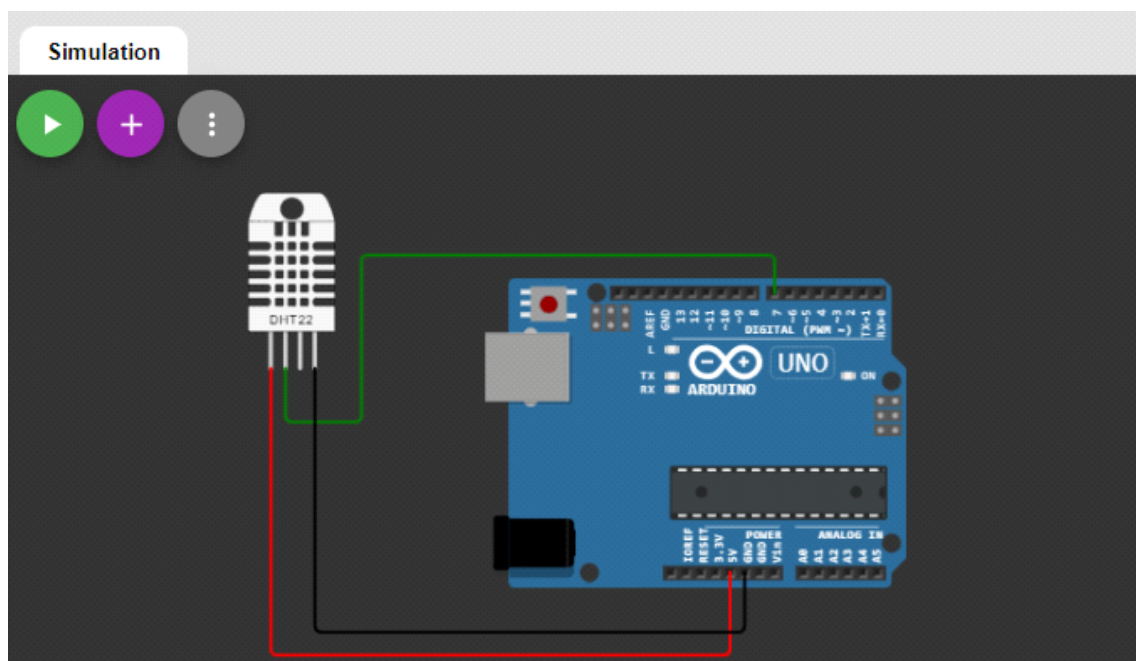 Simulation
DHT22
AREF
GND
13
12
~11
~10
~9
8
7
~6
~5
4
~3
2
TX→1
RX←0
DIGITAL (PWM ~)
L
TX
RX
ARDUINO
UNO
ON
IOREF
RESET
3.3V
5V
GND
GND
Vin
POWER
ANALOG IN
A0
A1
A2
A3
A4
A5